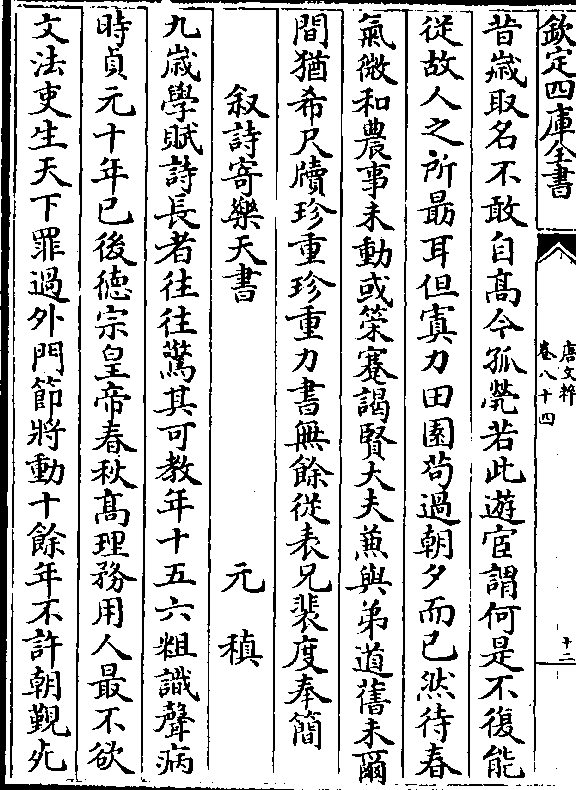 欽定四庫全書
唐文粹
卷八十四
十二
昔歲取名不敢自高今孤煢若此遊宦謂何是不復能
從故人之所勗耳但寘力田園茍過朝夕而已然待春
氣微和農事未動或策蹇謁賢大夫兼與弟道舊未爾
間猶希尺牘珍重珍重力書無餘從表兄裴度奉簡
叙詩寄樂天書
元稹
九歲學賦詩長者往往驚其可教年十五六粗識聲病
時貞元十年已後德宗皇帝春秋髙理務用人最不欲
文法吏生天下罪過外門節將動十餘年不許朝覲死